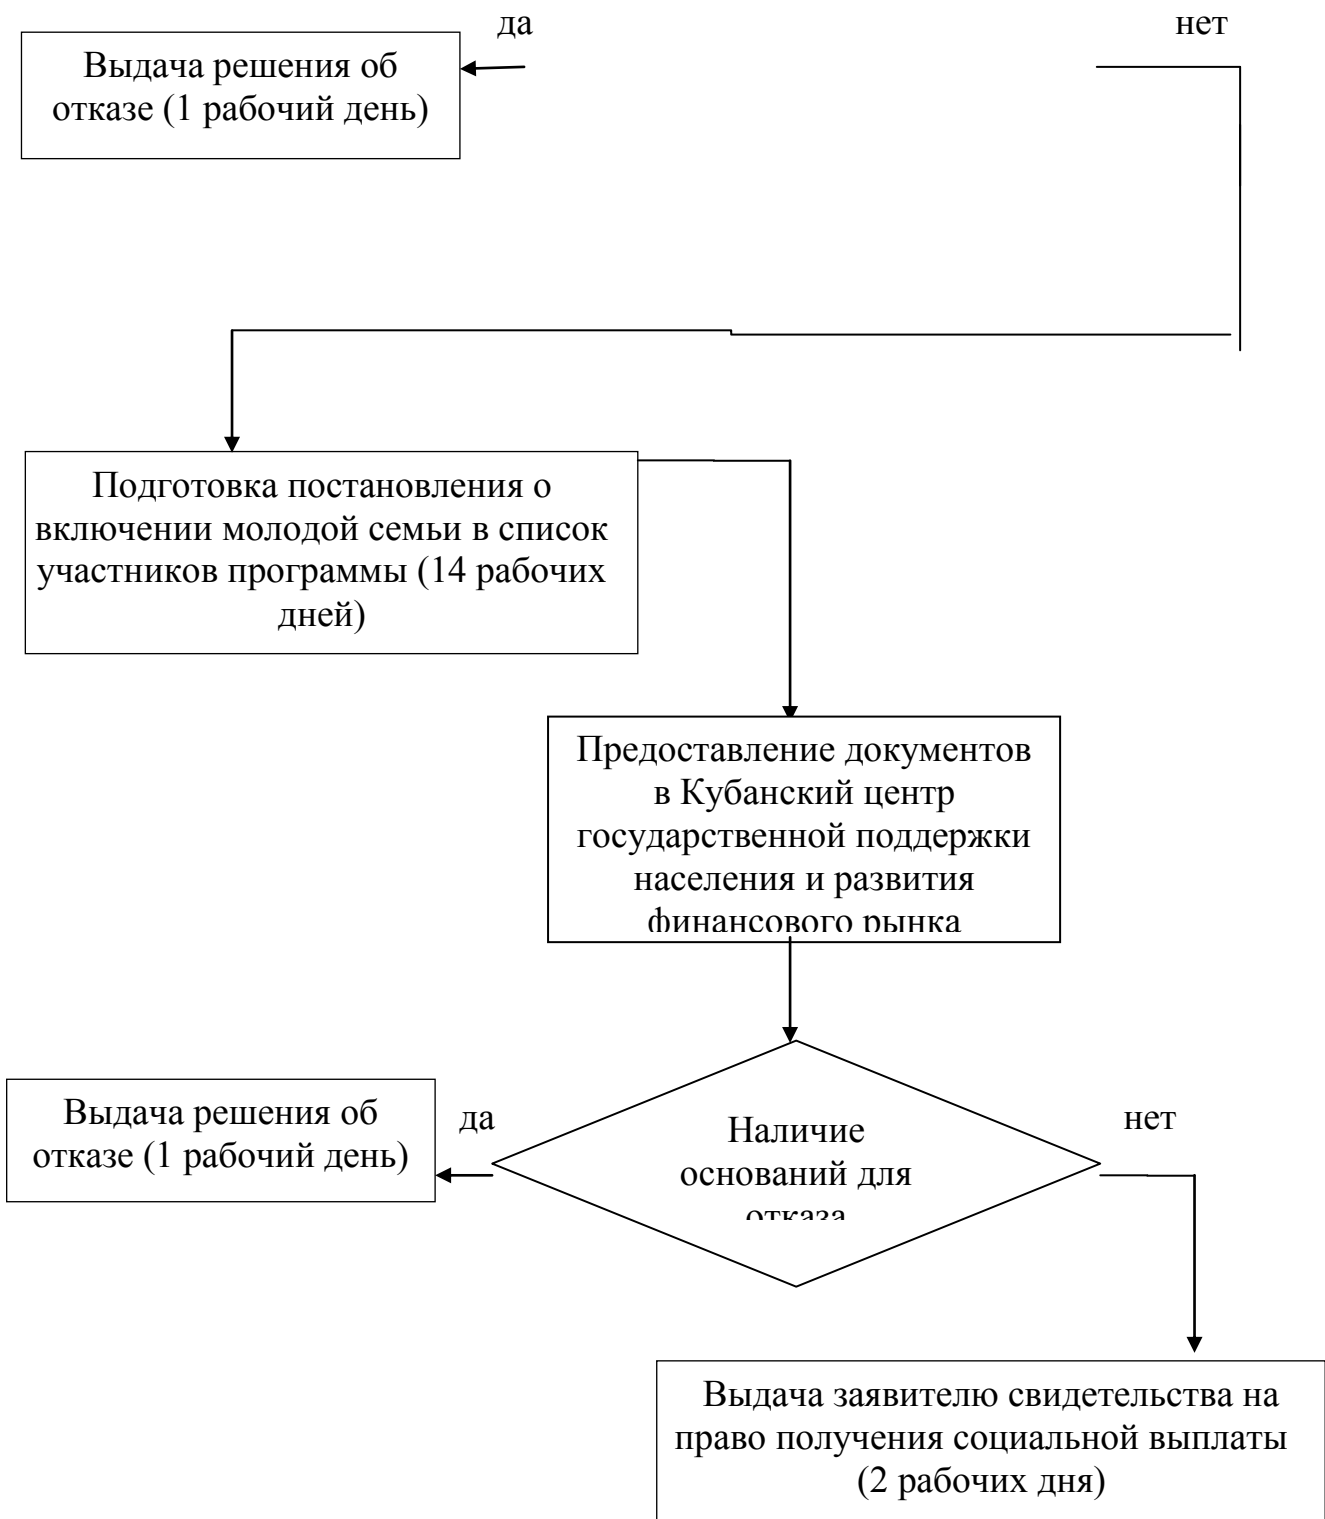 да
нет
Выдача решения об
отказе (1 рабочий день)
Подготовка постановления о
включении молодой семьи в список
участников программы (14 рабочих
дней)
Предоставление документов
в Кубанский центр
государственной поддержки
населения и развития
финансового рынка
Выдача решения об
отказе (1 рабочий день)
да
Наличие
оснований для
отказа
нет
Выдача заявителю свидетельства на
право получения социальной выплаты
(2 рабочих дня)